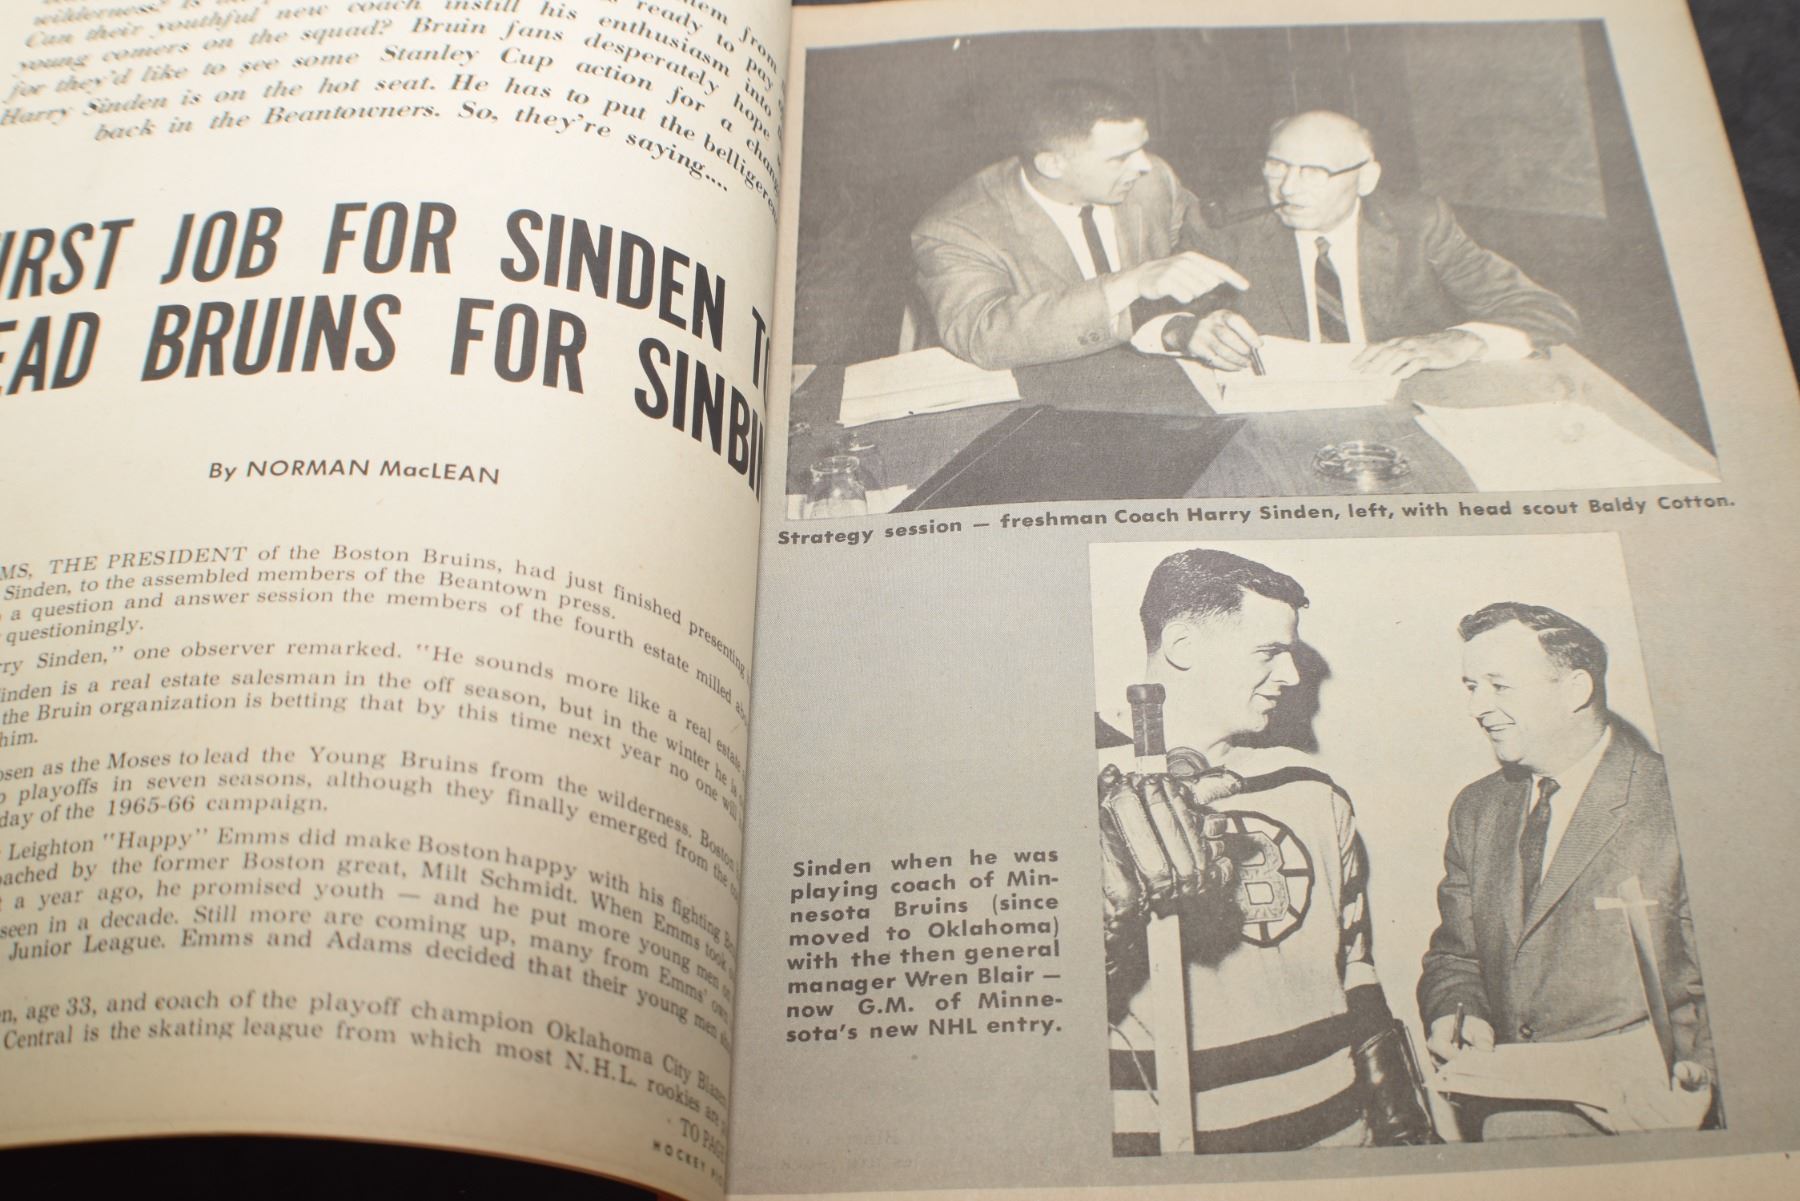 wilderness?
Can their youthful new coach instill his enthusiasm into
young comers on the squad? Bruin fans desperately hope
for they'd like to see some Stanley Cup action for a change
Harry Sinden is on the hot seat. He has to put the belligerence
back in the Beantowners. So, they're saying....
FIRST JOB FOR SINDEN TO
EAD BRUINS FOR SINBI
By NORMAN MacLEAN
MS, THE PRESIDENT of the Boston Bruins, had just finished presenting
Sinden, to the assembled members of the Beantown press.
a question and answer session the members of the fourth estate milled
questioningly.
rry Sinden," one observer remarked. "He sounds more like a real estate
inden is a real estate salesman in the off season, but in the winter he is
the Bruin organization is betting that by this time next year no one will
him.
osen as the Moses to lead the Young Bruins from the wilderness. Boston
o playoffs in seven seasons, although they finally emerged from the
day of the 1965-66 campaign.
Leighton "Happy" Emms did make Boston happy with his fighting
oached by the former Boston great, Milt Schmidt. When Emms took
a year ago, he promised youth — and he put more young men on
seen in a decade. Still more are coming up, many from Emms' own
Junior League. Emms and Adams decided that their young men
en, age 33, and coach of the playoff champion Oklahoma City Blazers
Central is the skating league from which most N.H.L. rookies are
TO PAGE
HOCKEY
Strategy session — freshman Coach Harry Sinden, left, with head scout Baldy Cotton.
Sinden when he was
playing coach of Min-
nesota Bruins (since
moved to Oklahoma)
with the then general
manager Wren Blair —
now G.M. of Minne-
sota's new NHL entry.
B